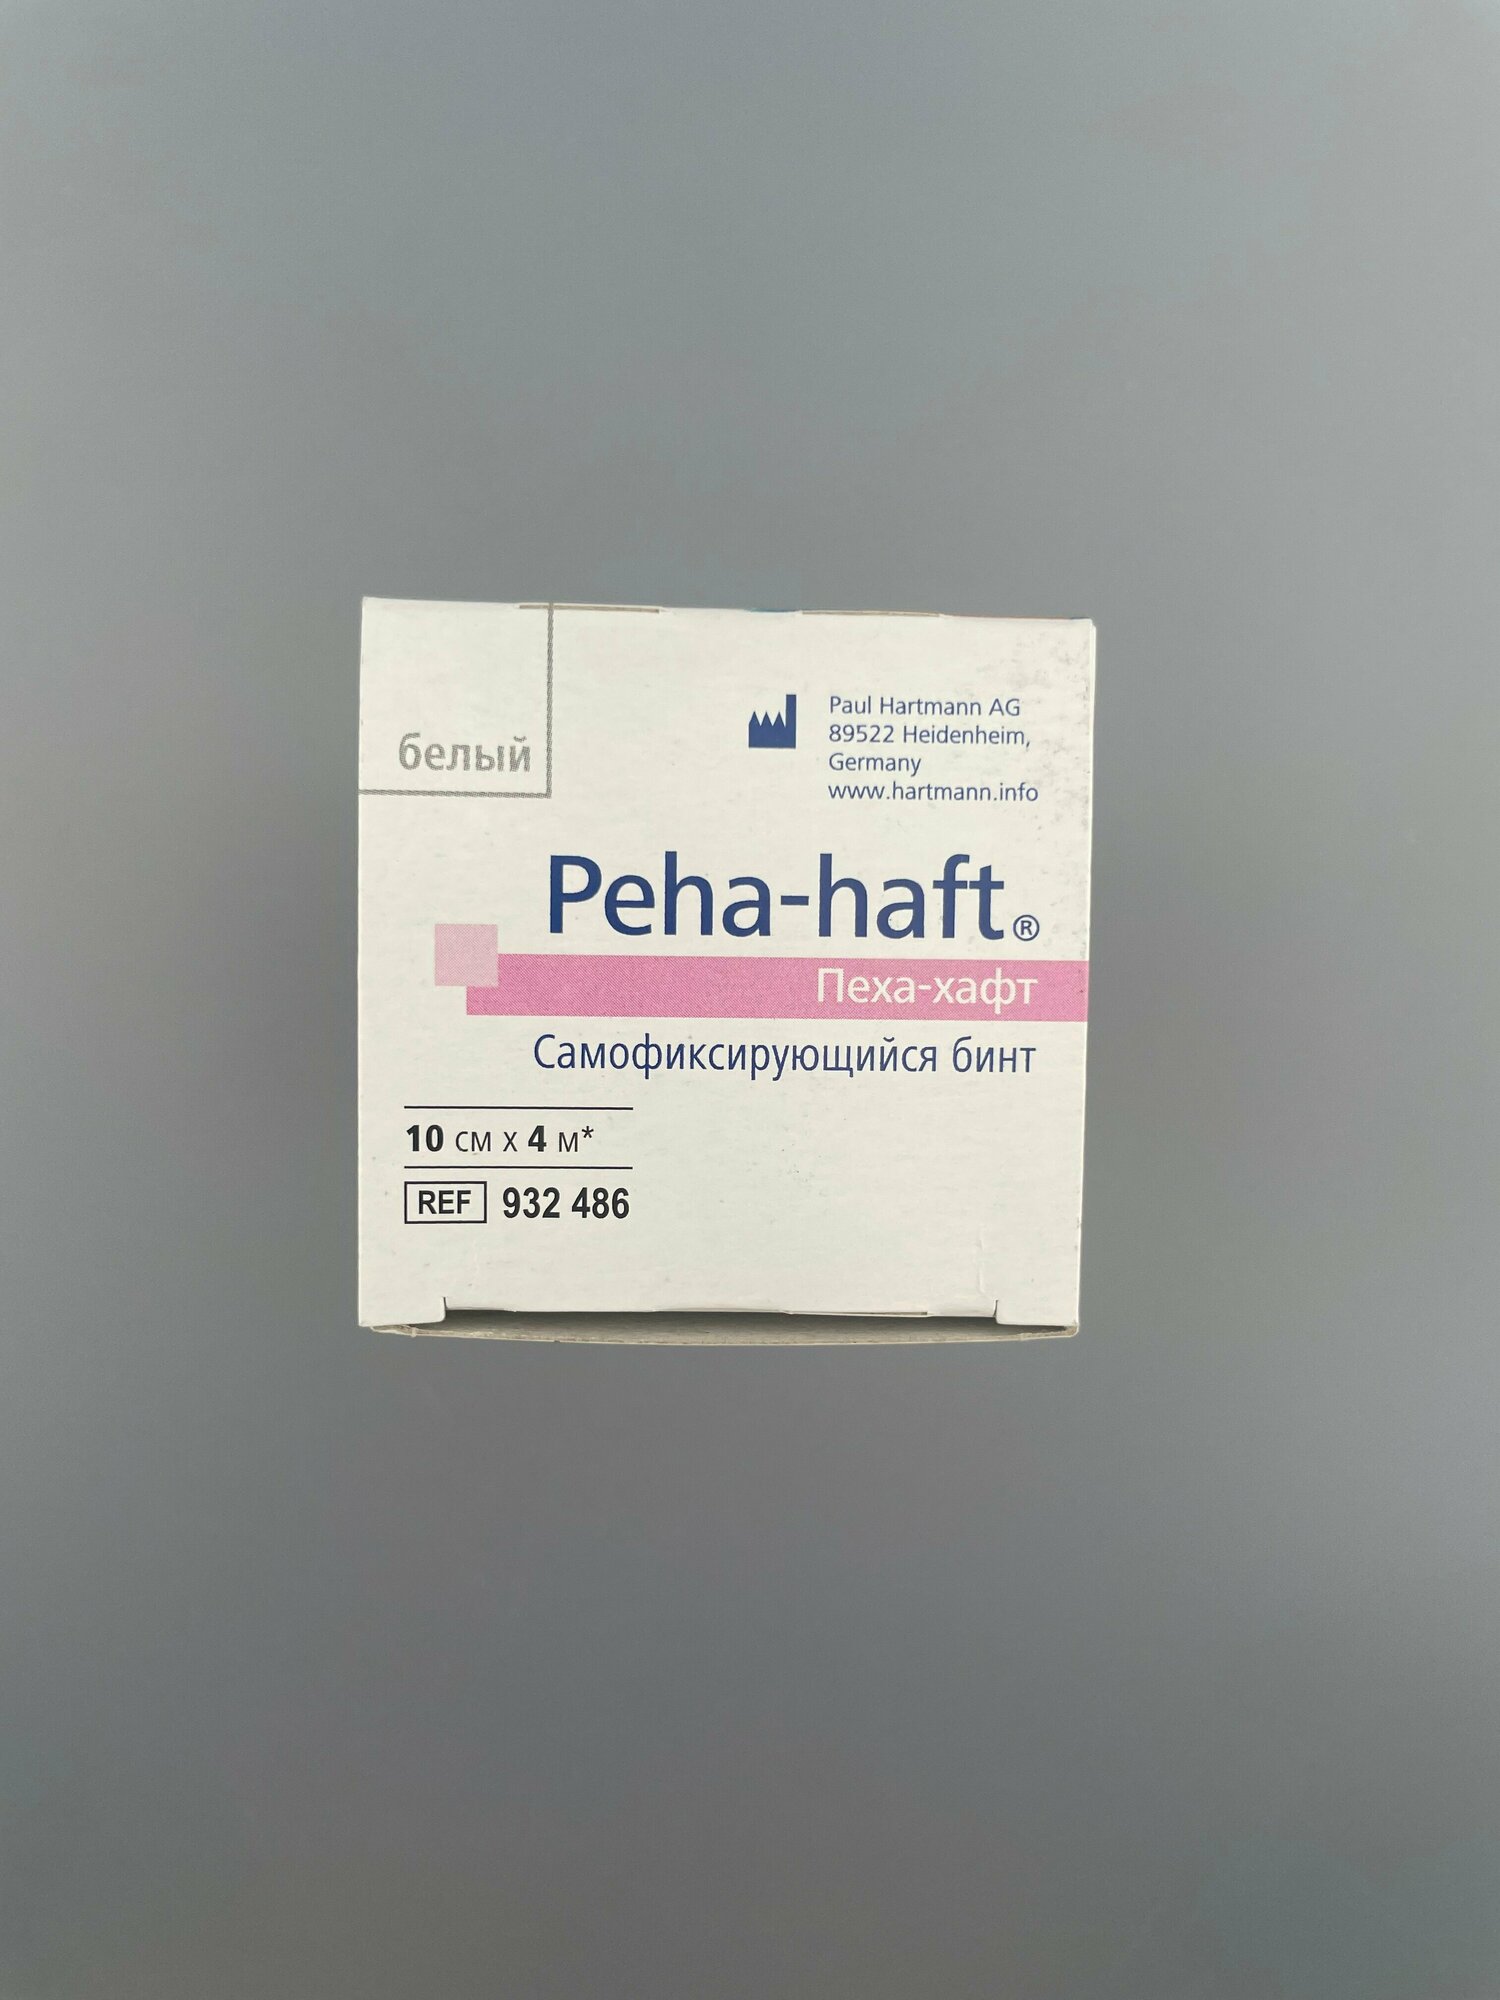 белый
Paul Hartmann AG
89522 Heidenheim,
Germany
www.hartmann.info
Peha-haft®
Пеха-хафт
Самофиксирующийся бинт
10 см x 4 м*
REF 932 486